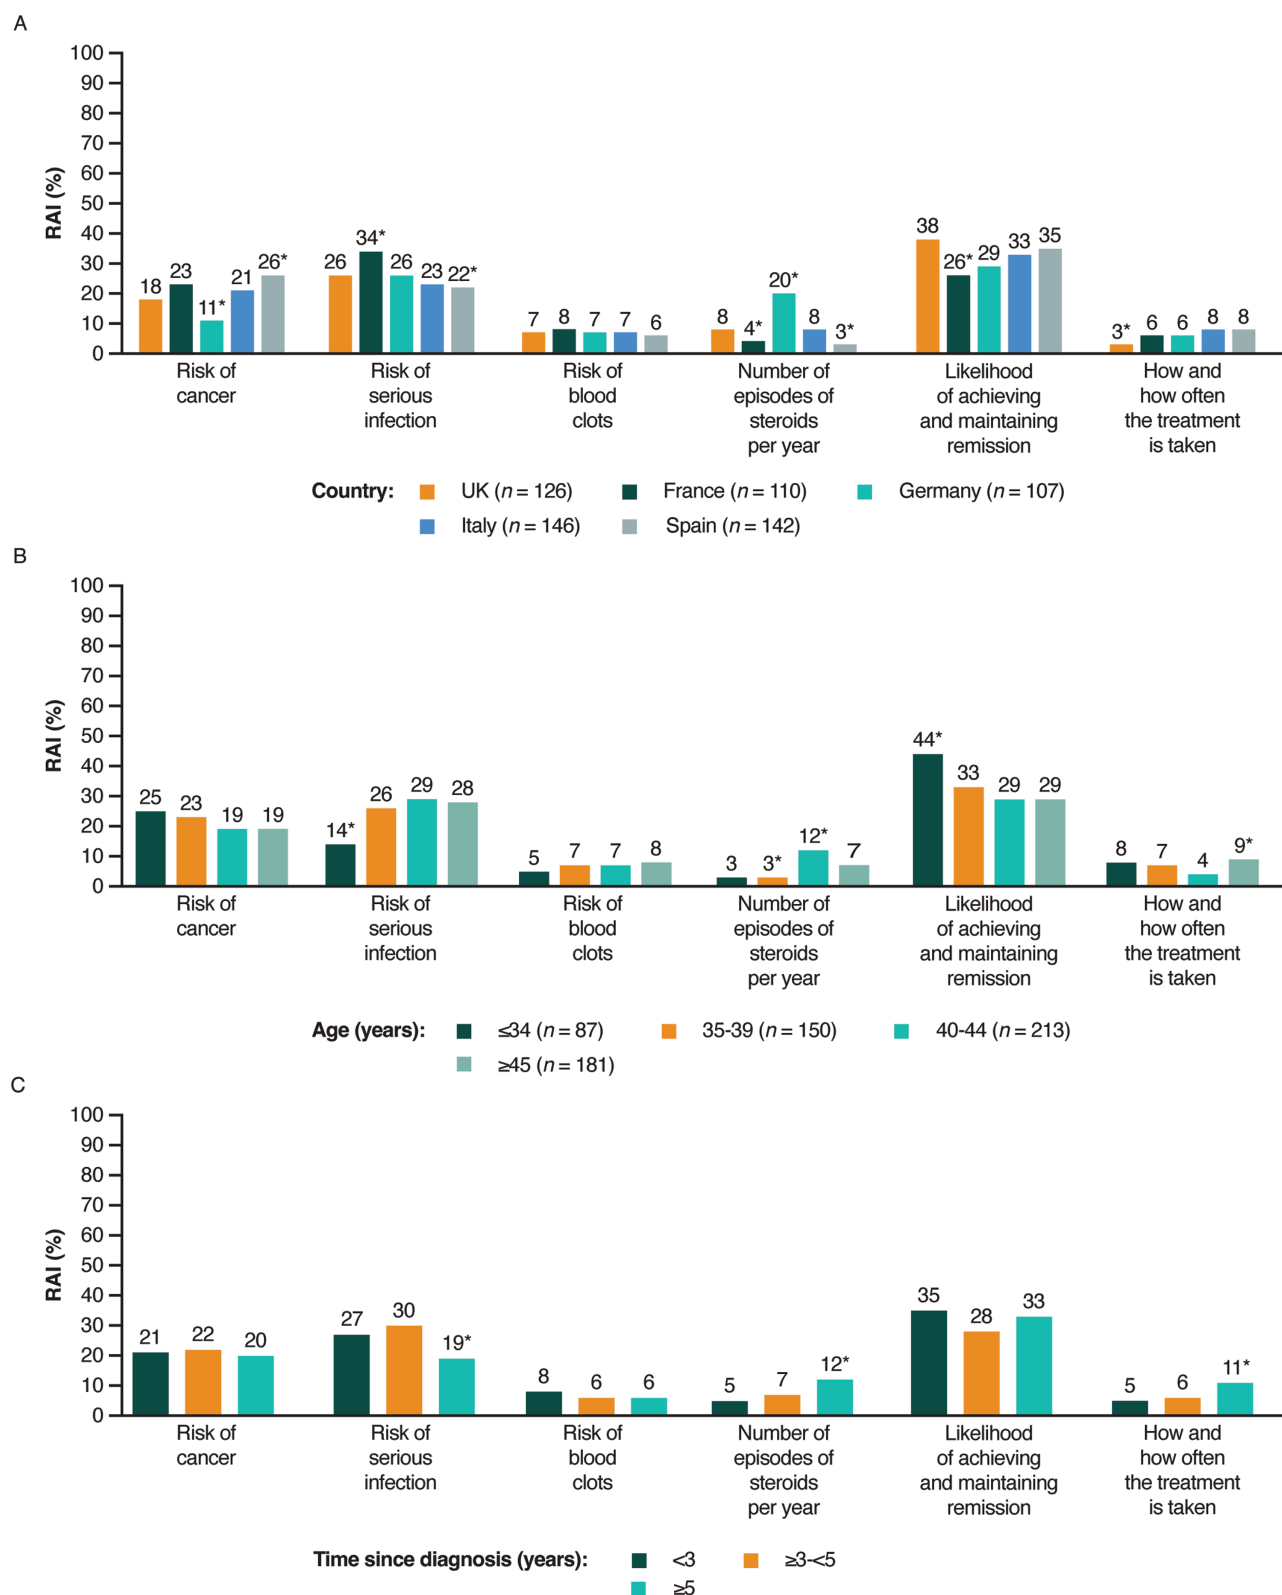 A
100
90
80
70
60
50
40
30
20
10
0
RAI (%)
18 23 11* 21 26*
26 34* 26 23 22*
7 8 7 7 6
8 4* 20* 8 3*
38 26* 29 33 35
3* 6 6 8 8
Risk of
cancer
Risk of
serious
infection
Risk of
blood
clots
Number of
episodes of
steroids
per year
Likelihood
of achieving
and maintaining
remission
How and
how often
the treatment
is taken
Country: UK (n = 126) France (n = 110) Germany (n = 107)
Italy (n = 146) Spain (n = 142)
B
100
90
80
70
60
50
40
30
20
10
0
RAI (%)
25 23 19 19
14* 26 29 28
5 7 7 8
3 3* 12* 7
44* 33 29 29
8 7 4 9*
Risk of
cancer
Risk of
serious
infection
Risk of
blood
clots
Number of
episodes of
steroids
per year
Likelihood
of achieving
and maintaining
remission
How and
how often
the treatment
is taken
Age (years): ≤34 (n = 87) 35-39 (n = 150) 40-44 (n = 213)
≥45 (n = 181)
C
100
90
80
70
60
50
40
30
20
10
0
RAI (%)
21 22 20
27 30 19*
8 6 6
5 7 12*
35 28 33
5 6 11*
Risk of
cancer
Risk of
serious
infection
Risk of
blood
clots
Number of
episodes of
steroids
per year
Likelihood
of achieving
and maintaining
remission
How and
how often
the treatment
is taken
Time since diagnosis (years): <3 ≥3-<5
≥5